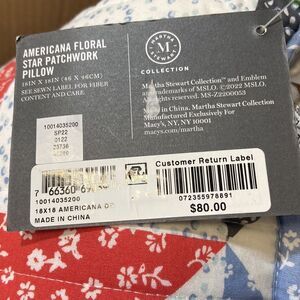 AMERICANA FLORAL
STAR PATCHWORK
PILLOW
18IN X 18IN (46 X 46CM)
SEE SEWN LABEL FOR FIBER
CONTENT AND CARE
MARTHA
STEWART
M
COLLECTION
Martha Stewart Collection™ and Emblem
are trademarks of MSLO. ©2022 MSLO.
All Rights reserved. MS-Z2200053
Made in China. Martha Stewart Collection
Manufactured Exclusively For
Macy's, NY, NY 10001
macys.com/martha
10014035200
SP22
0122
Customer Return Label
7 66360
10014035200
18X18 AMERICANA
MADE IN CHINA
072355978891
$80.00